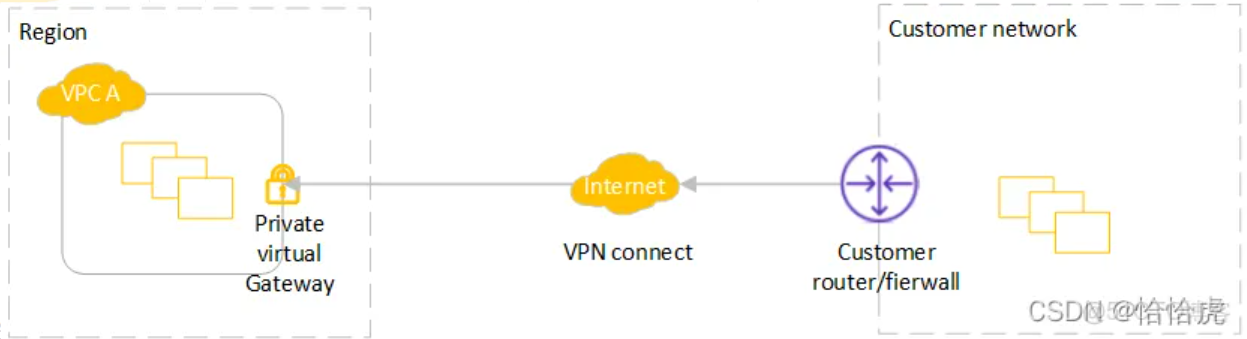 Region
Customer network
VPC A
Internet
Private
virtual
Gateway
VPN connect
Customer
router/fierwall
CSDN @恰恰虎